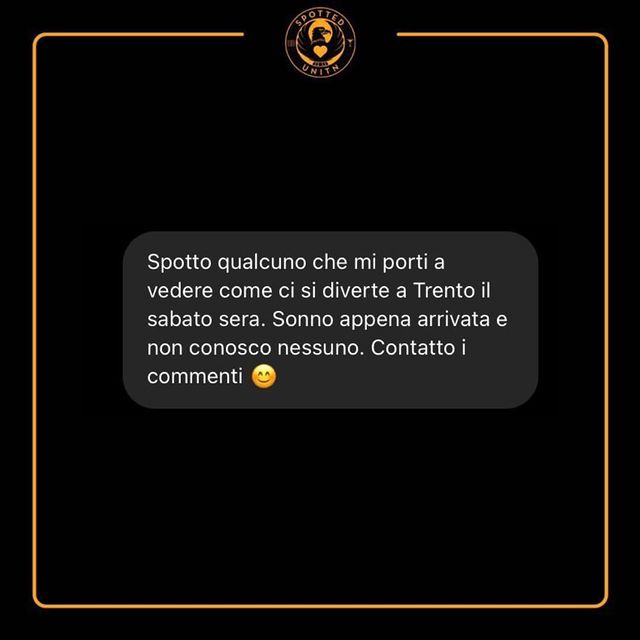 SPOTTED
UNITN
Spotto qualcuno che mi porti a
vedere come ci si diverte a Trento il
sabato sera. Sonno appena arrivata e
non conosco nessuno. Contatto i
commenti 😊